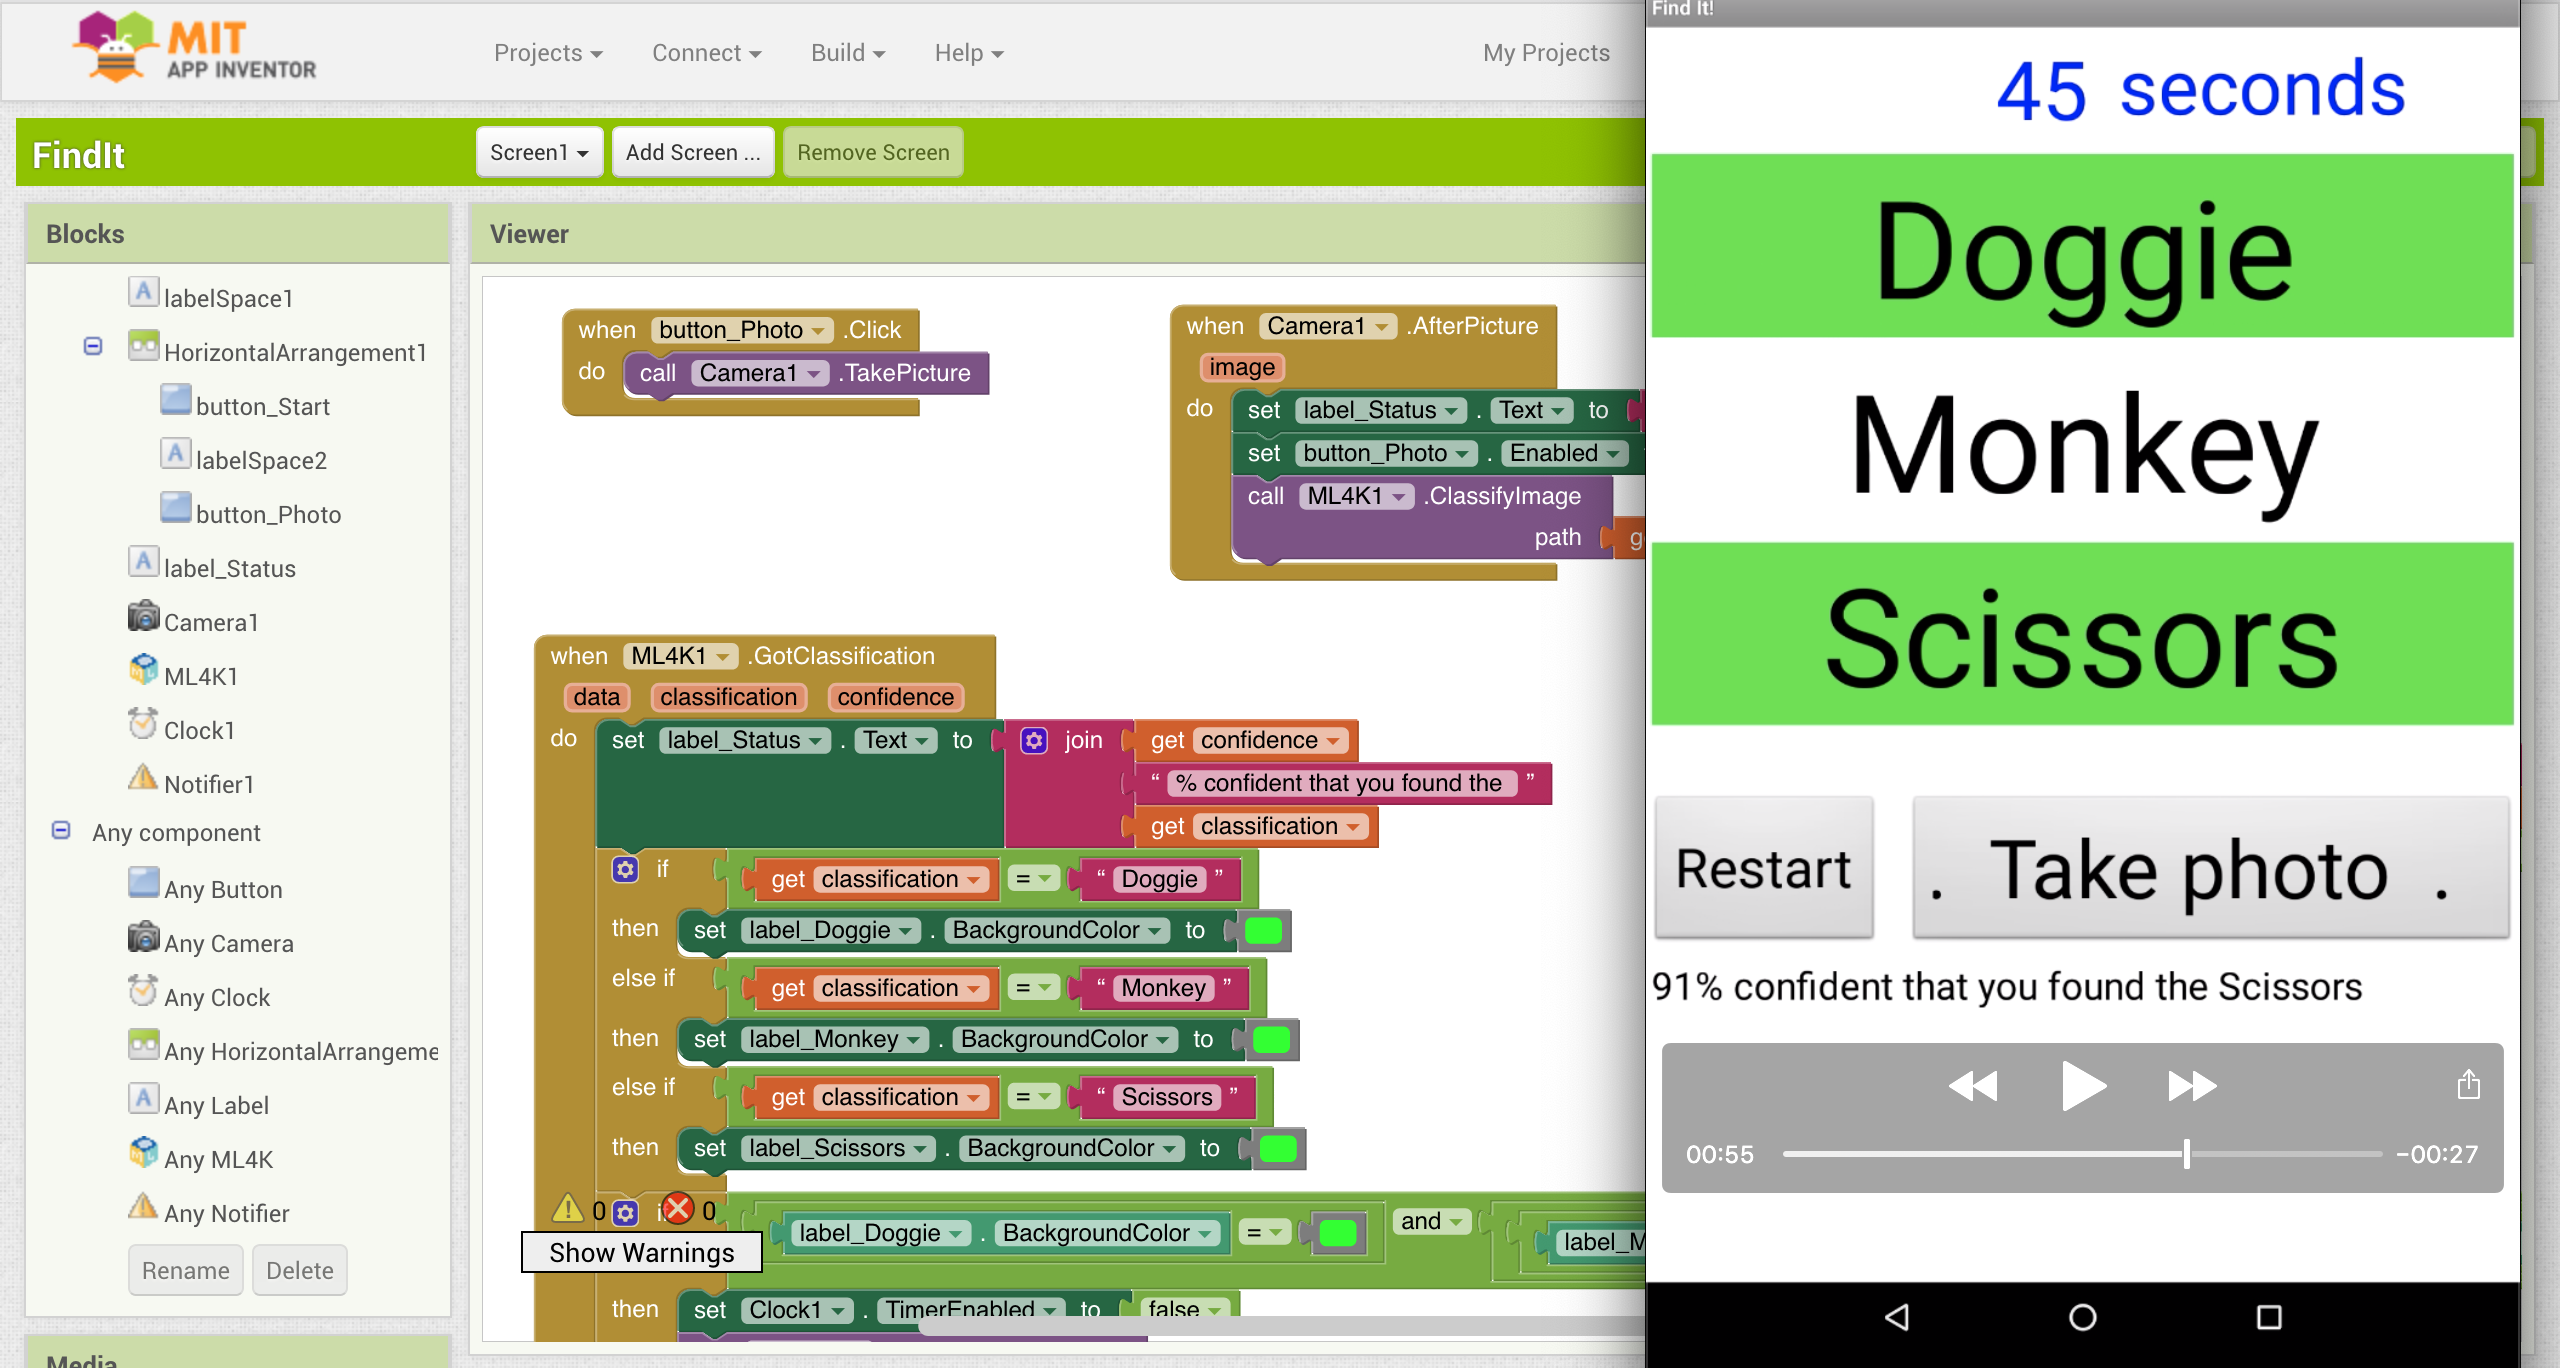 MIT
APP INVENTOR
Projects
Connect
Build
Help
My Projects
FindIt
Screen1
Add Screen ...
Remove Screen
Blocks
labelSpace1
HorizontalArrangement1
button_Start
labelSpace2
button_Photo
label_Status
Camera1
ML4K1
Clock1
Notifier1
Any component
Any Button
Any Camera
Any Clock
Any HorizontalArrangeme
Any Label
Any ML4K
Any Notifier
Rename Delete
Media
Viewer
when button_Photo .Click
do call Camera1 .TakePicture
when Camera1 .AfterPicture
image
do set label_Status . Text to
set button_Photo . Enabled
call ML4K1 .ClassifyImage
path g
when ML4K1 .GotClassification
data classification confidence
do set label_Status . Text to join get confidence
“ % confident that you found the ”
get classification
if get classification = “ Doggie ”
then set label_Doggie . BackgroundColor to
else if get classification = “ Monkey ”
then set label_Monkey . BackgroundColor to
else if get classification = “ Scissors ”
then set label_Scissors . BackgroundColor to
0 0
label_Doggie . BackgroundColor = and label_M
Show Warnings
then set Clock1 . TimerEnabled to false
Find It!
45 seconds
Doggie
Monkey
Scissors
Restart
. Take photo .
91% confident that you found the Scissors
00:55 -00:27